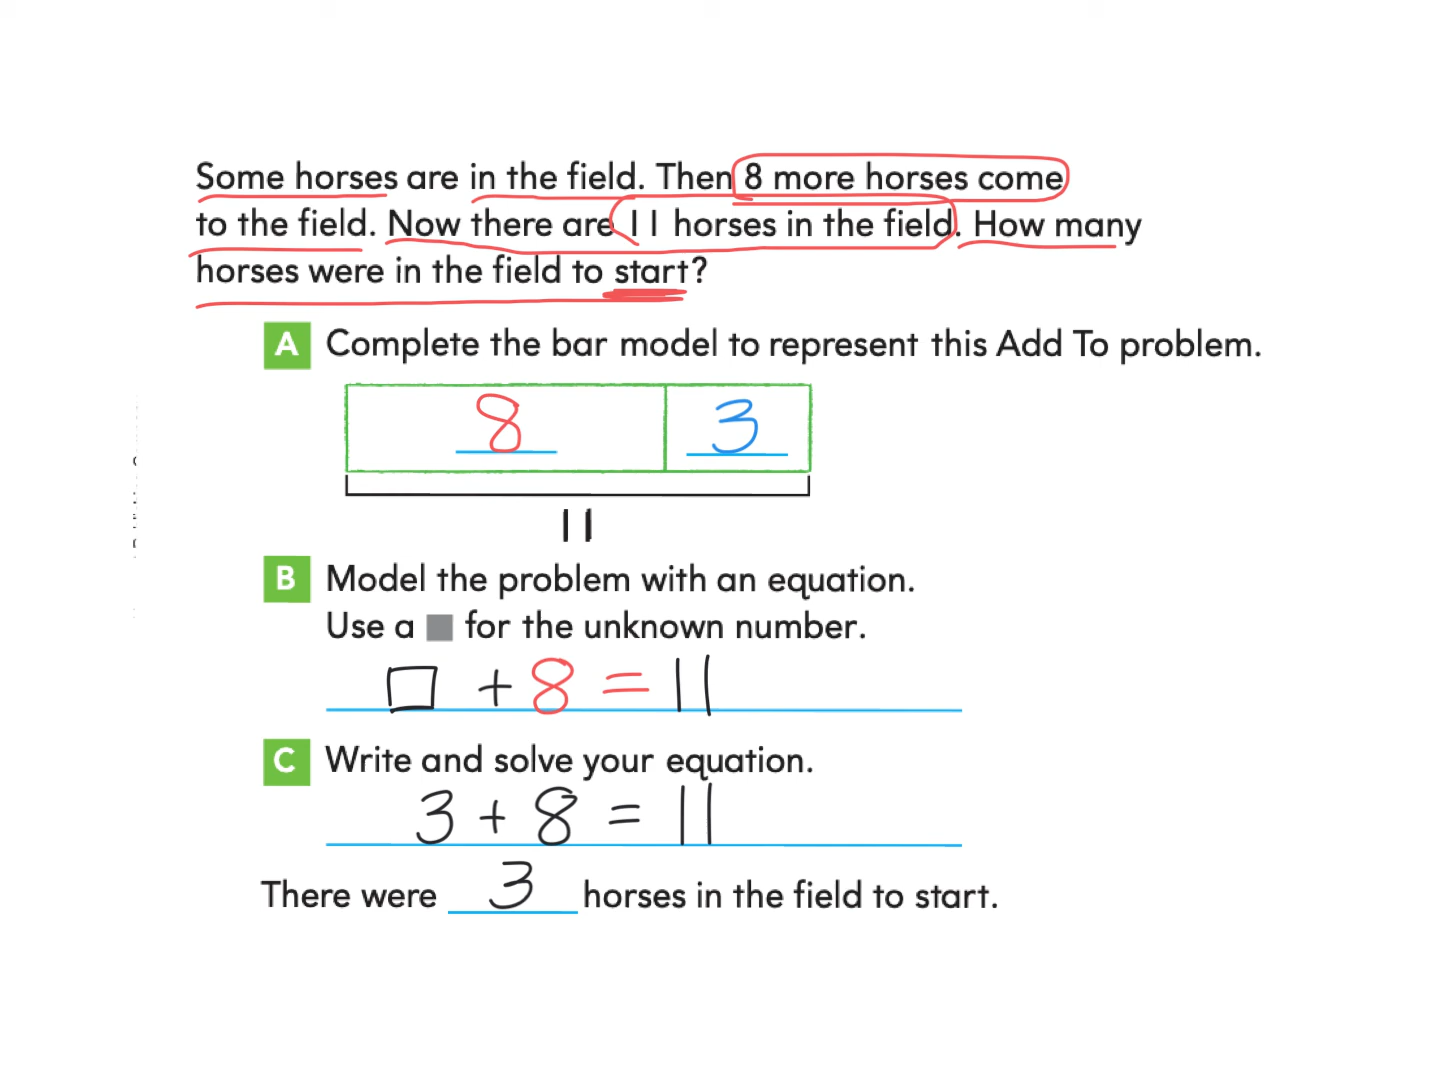 Some horses are in the field. Then 8 more horses come
to the field. Now there are 11 horses in the field. How many
horses were in the field to start?
A Complete the bar model to represent this Add To problem.
8 3
11
B Model the problem with an equation.
Use a ■ for the unknown number.
□ + 8 = 11
C Write and solve your equation.
3 + 8 = 11
There were 3 horses in the field to start.